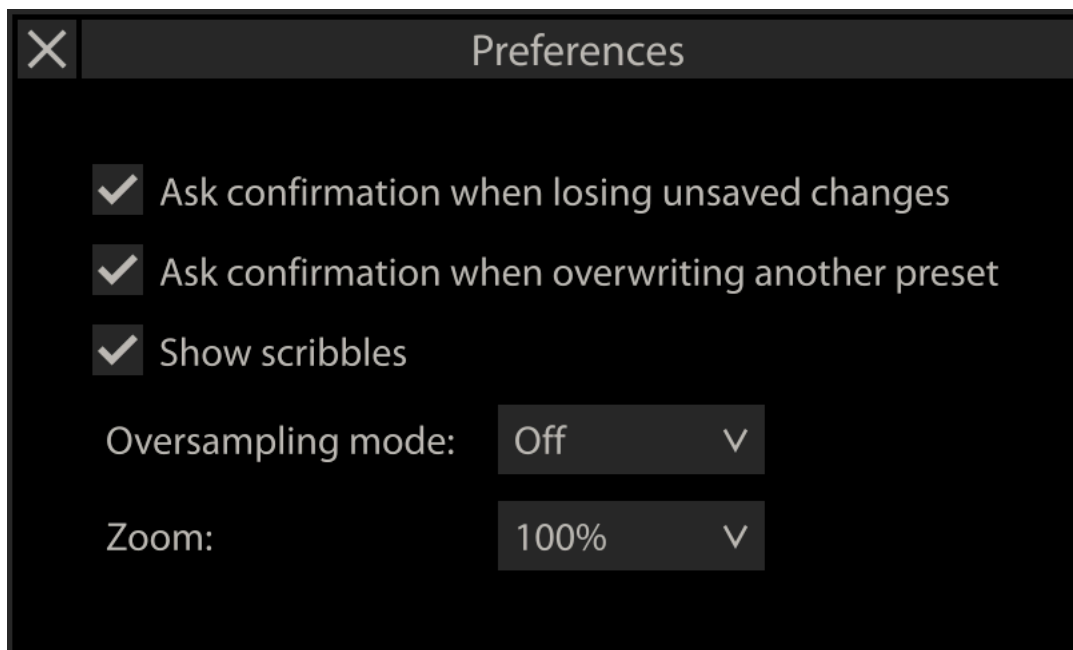 Preferences
Ask confirmation when losing unsaved changes
Ask confirmation when overwriting another preset
Show scribbles
Oversampling mode: Off
Zoom: 100%